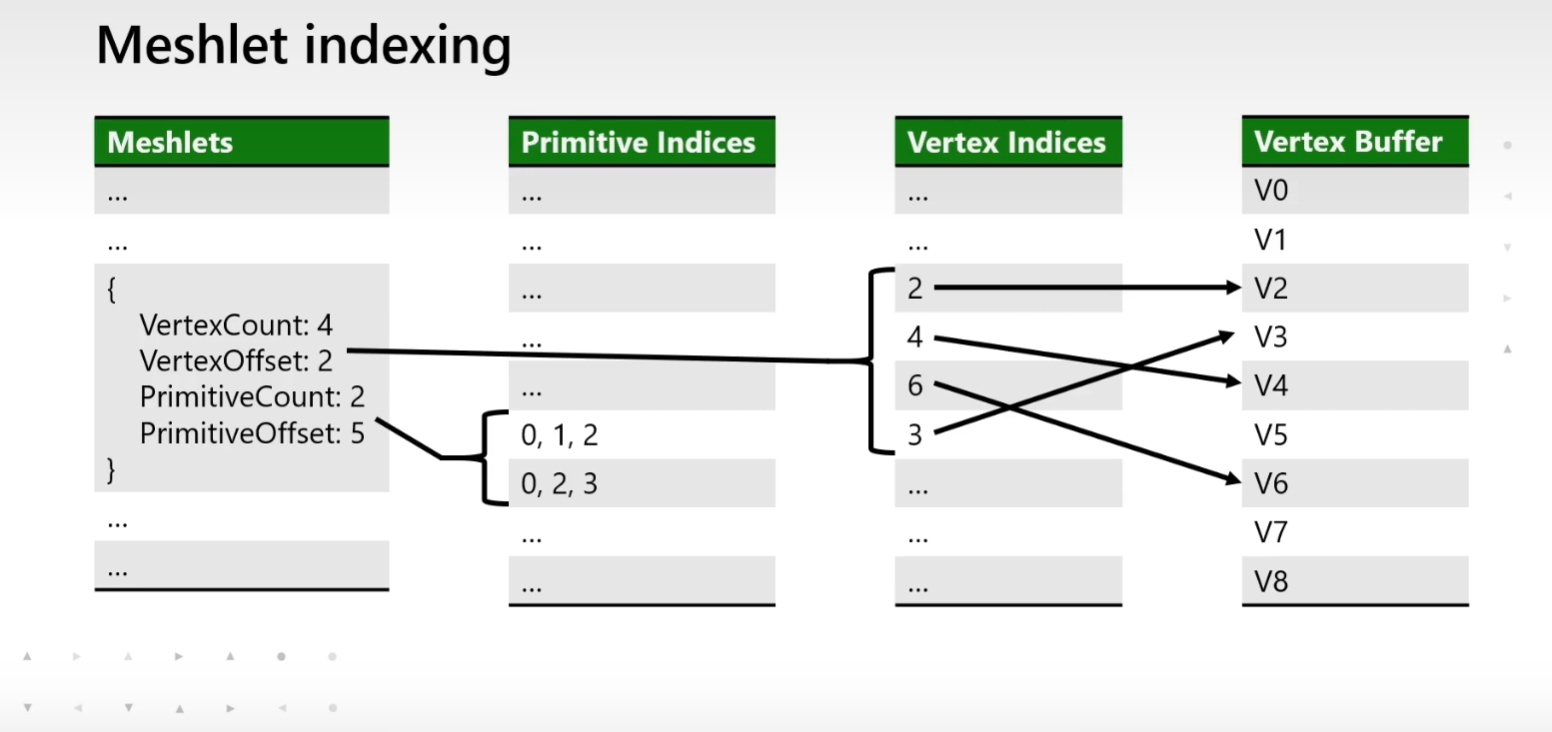 Meshlet indexing
Meshlets
...
...
{
VertexCount: 4
VertexOffset: 2
PrimitiveCount: 2
PrimitiveOffset: 5
}
...
...
Primitive Indices
...
...
...
...
...
0, 1, 2
0, 2, 3
...
...
Vertex Indices
...
...
2
4
6
3
...
...
...
Vertex Buffer
V0
V1
V2
V3
V4
V5
V6
V7
V8